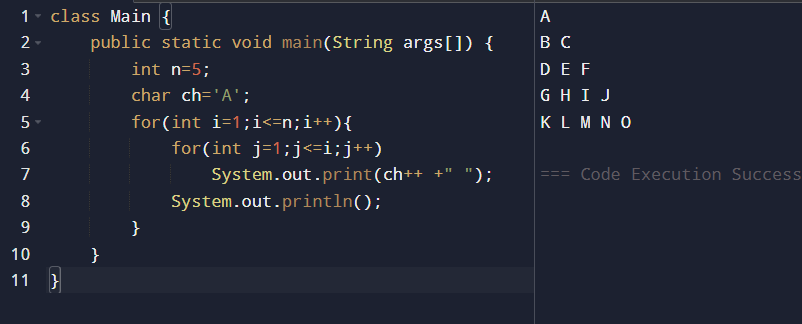 1 class Main {
2 public static void main(String args[]) {
3 int n=5;
4 char ch='A';
5 for(int i=1;i<=n;i++){
6 for(int j=1;j<=i;j++)
7 System.out.print(ch++ +" ");
8 System.out.println();
9 }
10 }
11 }
A
B C
D E F
G H I J
K L M N O
=== Code Execution Success